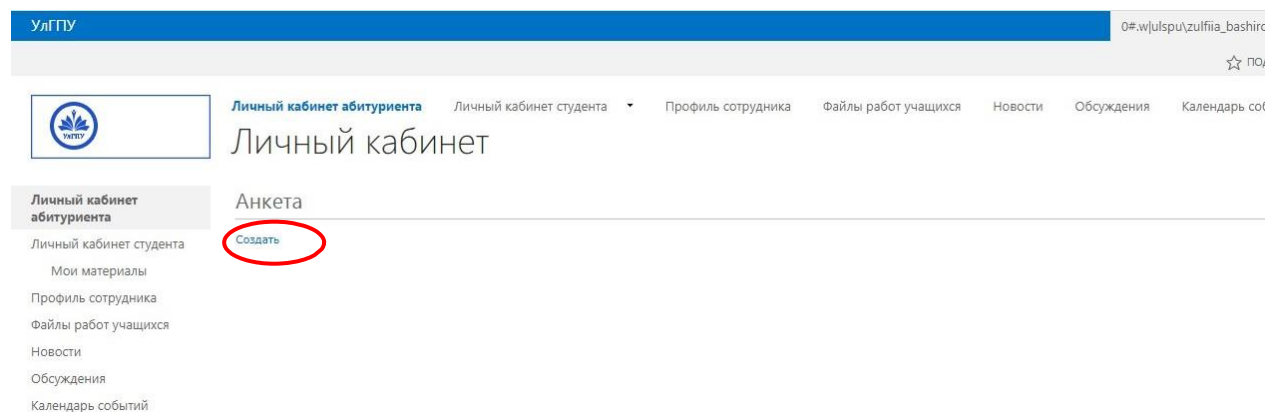 УлГПУ
0#.w|ulspu\zulfiia_bashiro
ПОД
Личный кабинет абитуриента Личный кабинет студента Профиль сотрудника Файлы работ учащихся Новости Обсуждения Календарь соб
УлГПУ
Личный кабинет
Личный кабинет
абитуриента
Анкета
Создать
Личный кабинет студента
Мои материалы
Профиль сотрудника
Файлы работ учащихся
Новости
Обсуждения
Календарь событий